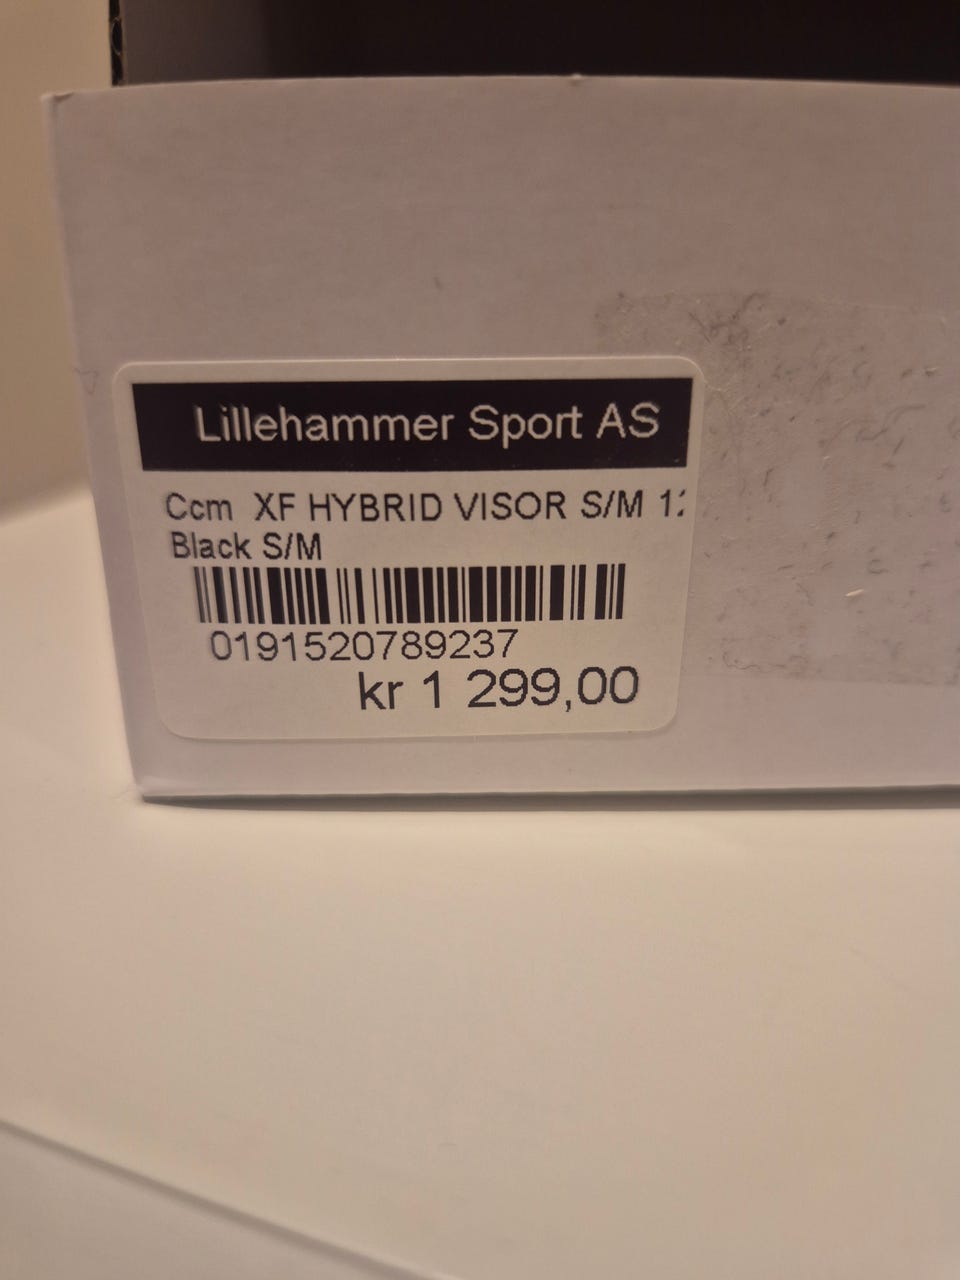 Lillehammer Sport AS
Ccm XF HYBRID VISOR S/M
Black S/M
0191520789237
kr 1 299,00